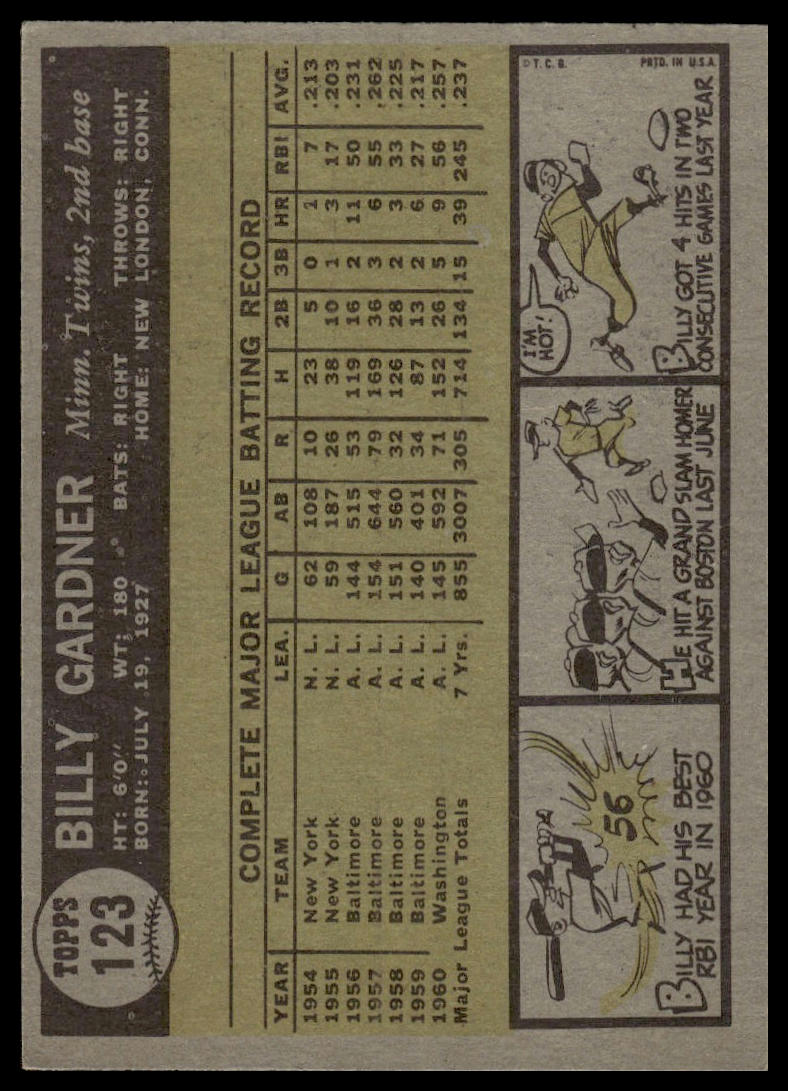 TOPPS
123
BILLY GARDNER Minn. Twins, 2nd base
HT: 6'0" WT: 180 BATS: RIGHT THROWS: RIGHT
BORN: JULY 19, 1927 HOME: NEW LONDON, CONN.
COMPLETE MAJOR LEAGUE BATTING RECORD
YEAR TEAM LEA. G AB R H 2B 3B HR RBI AVG.
1954 New York N. L. 62 108 10 23 5 0 1 7 .213
1955 New York N. L. 59 187 26 38 10 1 3 17 .203
1956 Baltimore A. L. 144 515 53 119 16 2 11 50 .231
1957 Baltimore A. L. 154 644 79 169 36 3 6 55 .262
1958 Baltimore A. L. 151 560 32 126 28 2 3 33 .225
1959 Baltimore A. L. 140 401 34 87 13 2 6 27 .217
1960 Washington A. L. 145 592 71 152 26 5 9 56 .257
Major League Totals 7 Yrs. 855 3007 305 714 134 15 39 245 .237
56
BILLY HAD HIS BEST
RBI YEAR IN 1960
HE HIT A GRAND SLAM HOMER
AGAINST BOSTON LAST JUNE
© T. C. G. PRTD. IN U.S.A.
I'M
HOT!
BILLY GOT 4 HITS IN TWO
CONSECUTIVE GAMES LAST YEAR